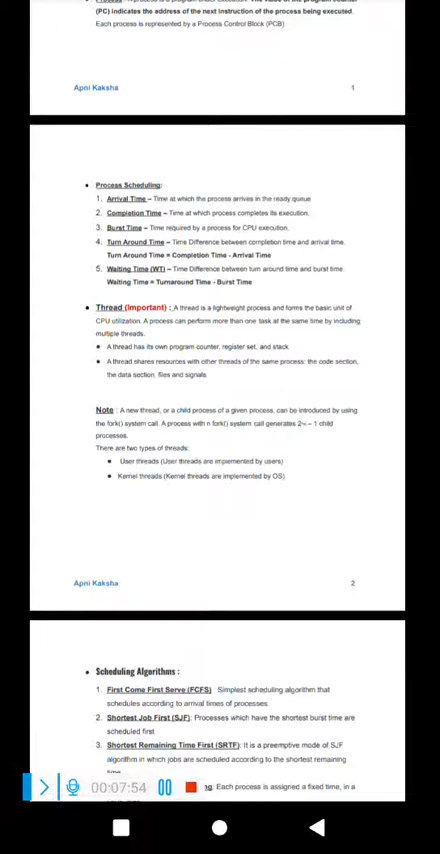 (PC) indicates the address of the next instruction of the process being executed.
Each process is represented by a Process Control Block (PCB)
Apni Kaksha 1
• Process Scheduling:
1. Arrival Time – Time at which the process arrives in the ready queue
2. Completion Time – Time at which process completes its execution.
3. Burst Time – Time required by a process for CPU execution.
4. Turn Around Time – Time Difference between completion time and arrival time.
Turn Around Time = Completion Time - Arrival Time
5. Waiting Time (WT) – Time Difference between turn around time and burst time.
Waiting Time = Turnaround Time - Burst Time
• Thread (Important) : A thread is a lightweight process and forms the basic unit of
CPU utilization. A process can perform more than one task at the same time by including
multiple threads.
• A thread has its own program counter, register set, and stack
• A thread shares resources with other threads of the same process: the code section,
the data section, files and signals.
Note : A new thread, or a child process of a given process, can be introduced by using
the fork() system call. A process with n fork() system call generates – 1 child
processes.
There are two types of threads:
• User threads (User threads are implemented by users)
• Kernel threads (Kernel threads are implemented by OS)
Apni Kaksha 2
• Scheduling Algorithms :
1. First Come First Serve (FCFS) : Simplest scheduling algorithm that
schedules according to arrival times of processes.
2. Shortest Job First (SJF): Processes which have the shortest burst time are
scheduled first
3. Shortest Remaining Time First (SRTF): It is a preemptive mode of SJF
algorithm in which jobs are scheduled according to the shortest remaining
time
00:07:54 ng: Each process is assigned a fixed time, in a